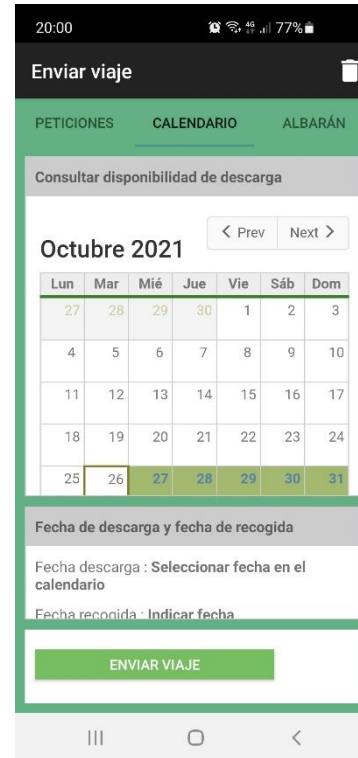 20:00 4G 77%
Enviar viaje
PETICIONES CALENDARIO ALBARÁN
Consultar disponibilidad de descarga
< Prev Next >
Octubre 2021
Lun Mar Mié Jue Vie Sáb Dom
27 28 29 30 1 2 3
4 5 6 7 8 9 10
11 12 13 14 15 16 17
18 19 20 21 22 23 24
25 26 27 28 29 30 31
Fecha de descarga y fecha de recogida
Fecha descarga : Seleccionar fecha en el
calendario
Fecha recogida : Indicar fecha
ENVIAR VIAJE